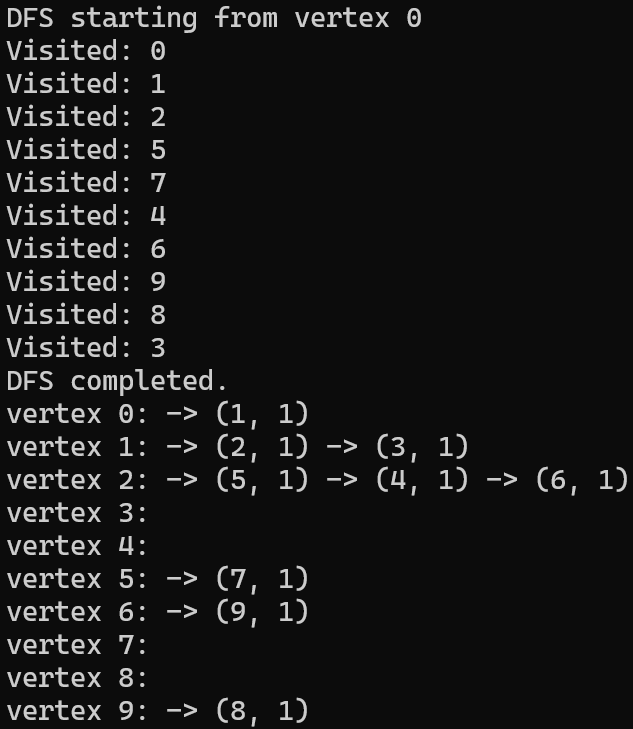 DFS starting from vertex 0
Visited: 0
Visited: 1
Visited: 2
Visited: 5
Visited: 7
Visited: 4
Visited: 6
Visited: 9
Visited: 8
Visited: 3
DFS completed.
vertex 0: -> (1, 1)
vertex 1: -> (2, 1) -> (3, 1)
vertex 2: -> (5, 1) -> (4, 1) -> (6, 1)
vertex 3:
vertex 4:
vertex 5: -> (7, 1)
vertex 6: -> (9, 1)
vertex 7:
vertex 8:
vertex 9: -> (8, 1)